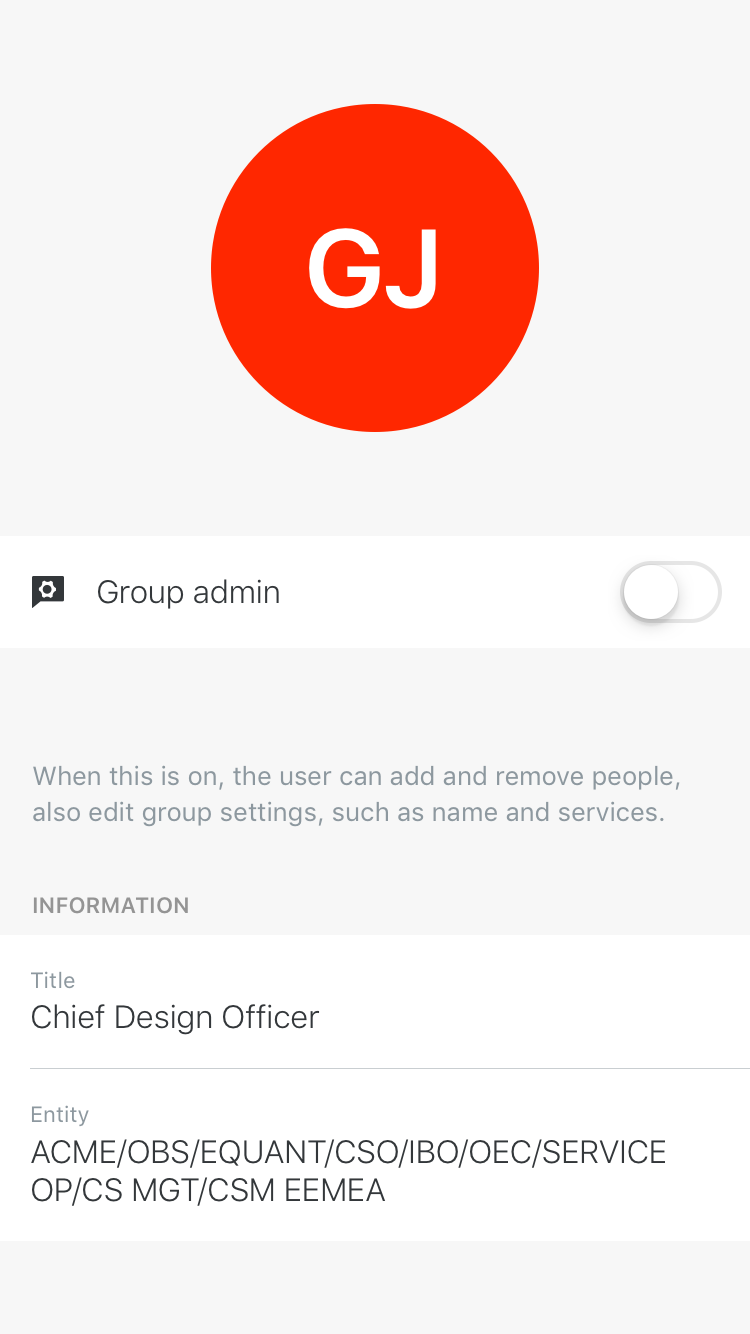 GJ
Group admin
When this is on, the user can add and remove people,
also edit group settings, such as name and services.
INFORMATION
Title
Chief Design Officer
Entity
ACME/OBS/EQUANT/CSO/IBO/OEC/SERVICE
OP/CS MGT/CSM EEMEA